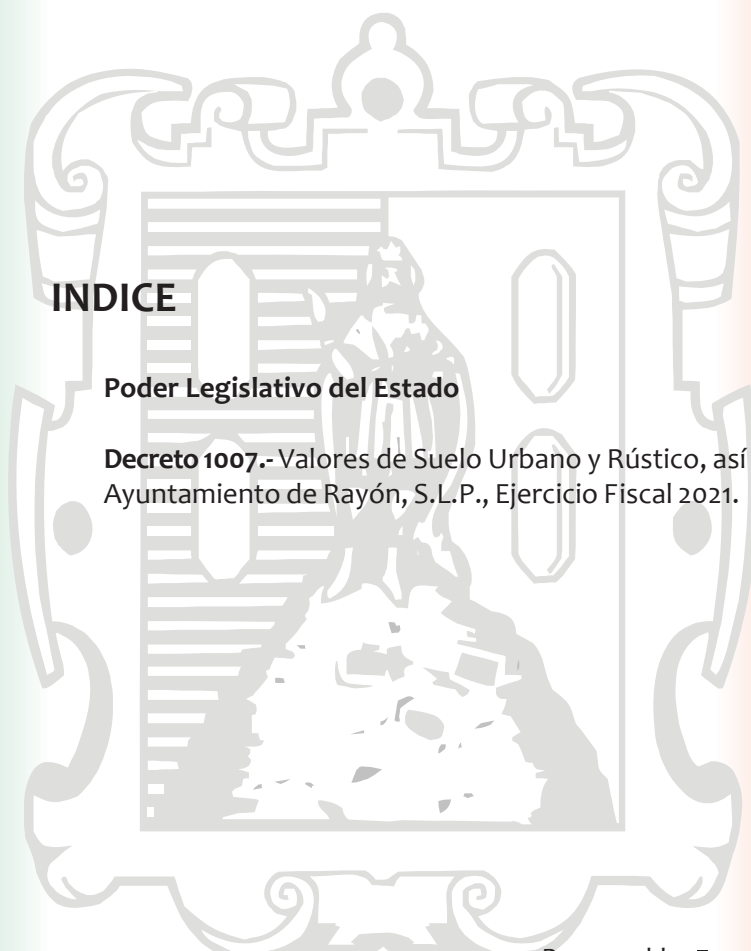 INDICE
Poder Legislativo del Estado
Decreto 1007.- Valores de Suelo Urbano y Rústico, así
Ayuntamiento de Rayón, S.L.P., Ejercicio Fiscal 2021.